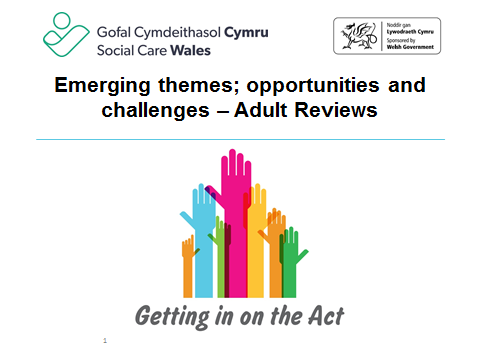 Gofal Cymdeithasol Cymru
Social Care Wales
Noddir gan
Lywodraeth Cymru
Sponsored by
Welsh Government
Emerging themes; opportunities and
challenges – Adult Reviews
Getting in on the Act
1